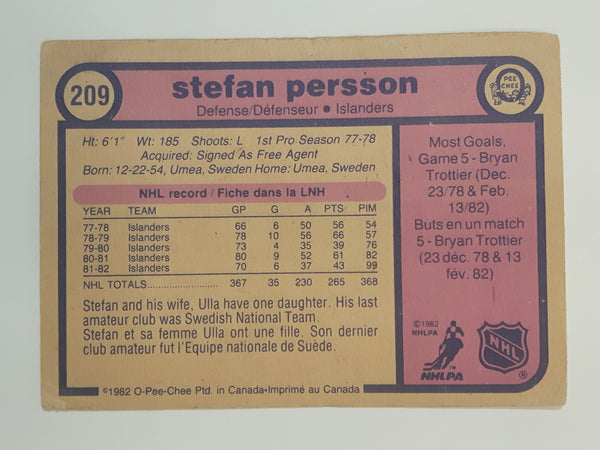 209
stefan persson
Defense/Défenseur • Islanders
O PEE CHEE
Ht: 6'1" Wt: 185 Shoots: L 1st Pro Season 77-78
Acquired: Signed As Free Agent
Born: 12-22-54, Umea, Sweden Home: Umea, Sweden
NHL record / Fiche dans la LNH
YEAR TEAM GP G A PTS PIM
77-78 Islanders 66 6 50 56 54
78-79 Islanders 78 10 56 66 57
79-80 Islanders 73 4 35 39 76
80-81 Islanders 80 9 52 61 82
81-82 Islanders 70 6 37 43 99
NHL TOTALS........................ 367 35 230 265 368
Stefan and his wife, Ulla have one daughter. His last
amateur club was Swedish National Team.
Stefan et sa femme Ulla ont une fille. Son dernier
club amateur fut l'Equipe nationale de Suède.
Most Goals,
Game 5 - Bryan
Trottier (Dec.
23/78 & Feb.
13/82)
Buts en un match
5 - Bryan Trottier
(23 déc. 78 & 13
fév. 82)
©1982
NHLPA
NHLPA
NHL
®
©1982 O-Pee-Chee Ptd. in Canada-Imprimé au Canada